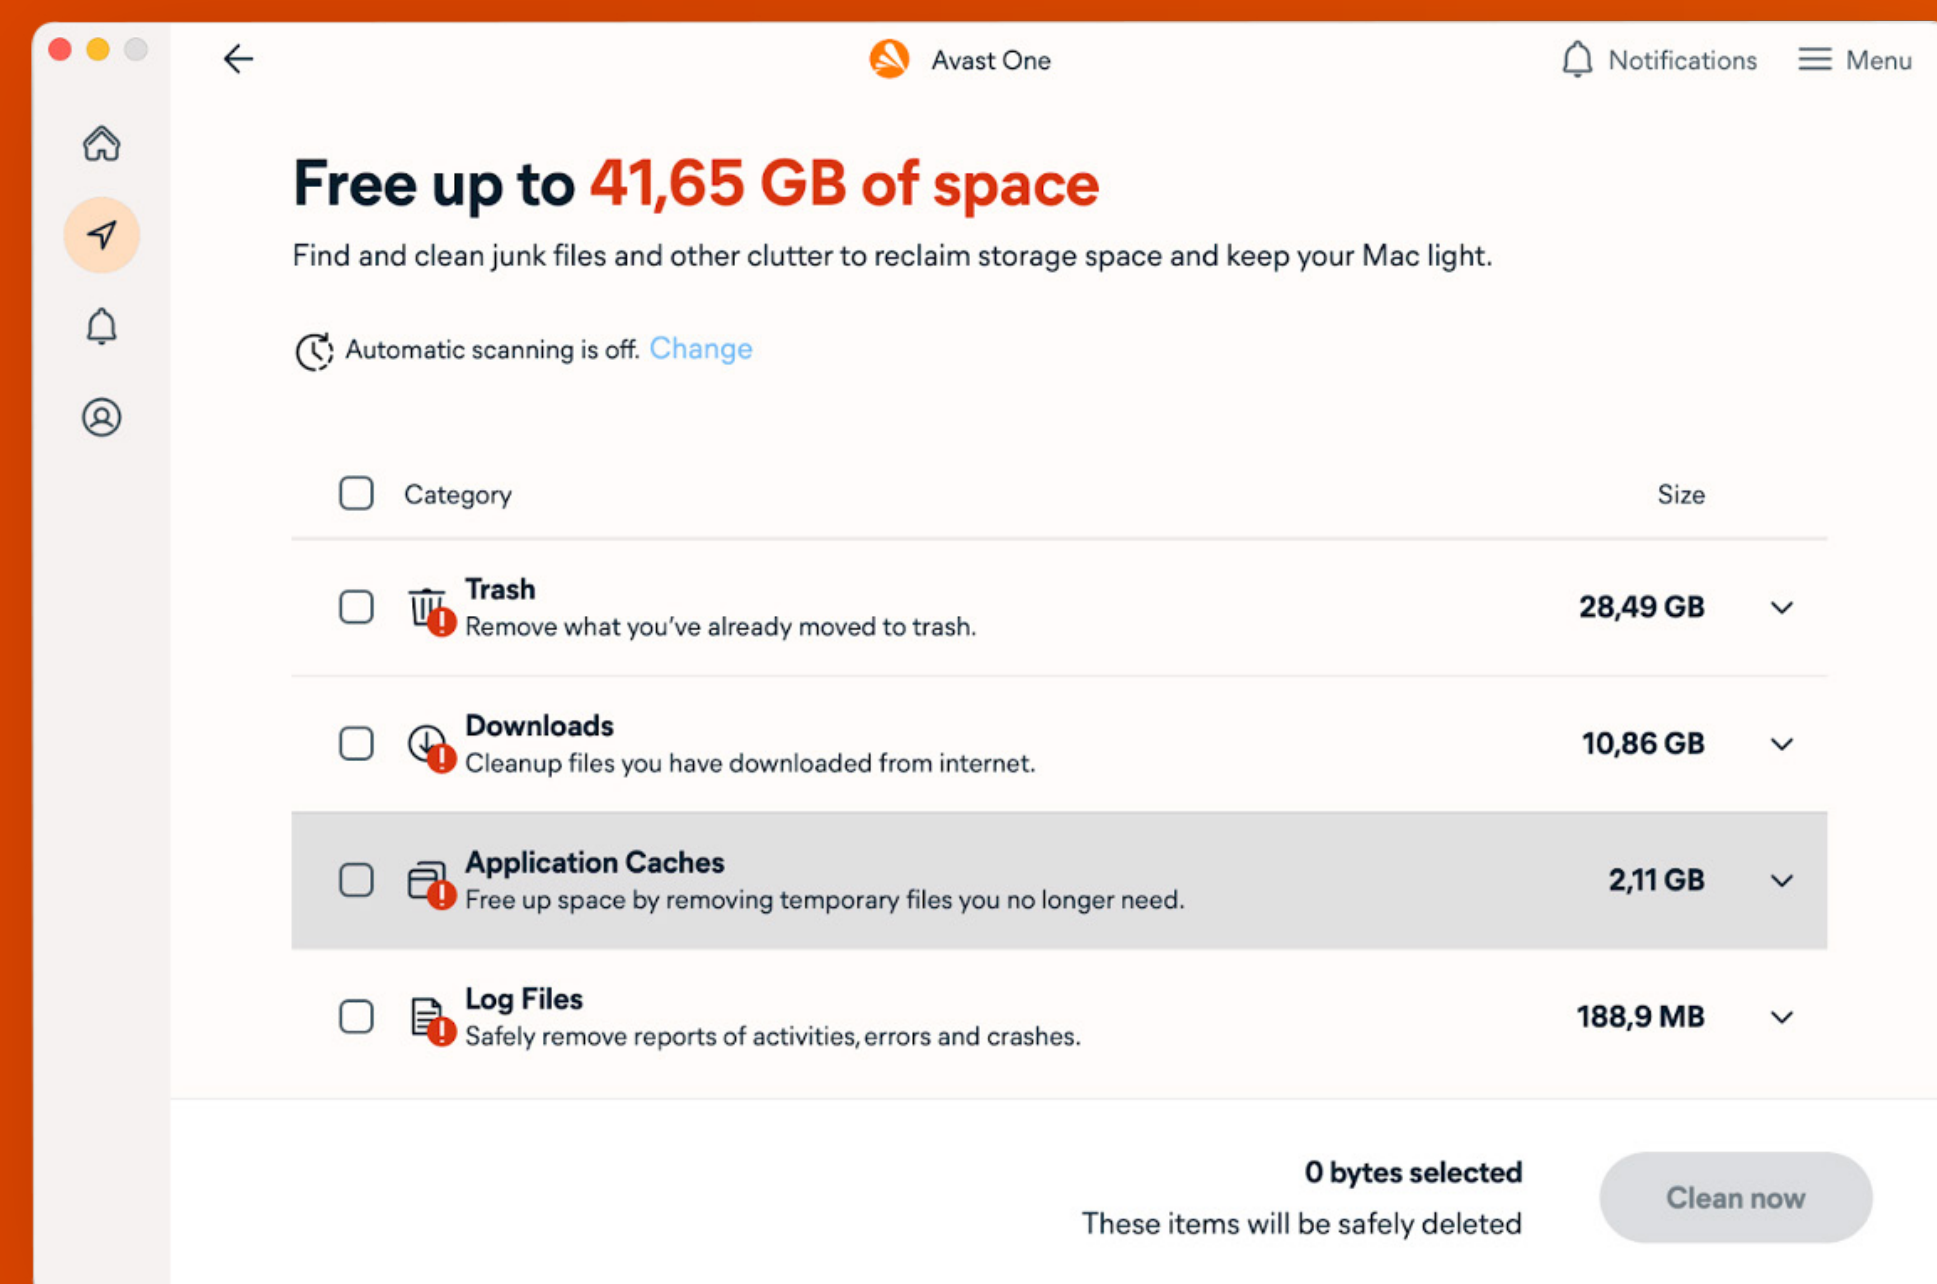 Avast One
Notifications
Menu
Free up to 41,65 GB of space
Find and clean junk files and other clutter to reclaim storage space and keep your Mac light.
Automatic scanning is off. Change
Category
Size
Trash
Remove what you've already moved to trash.
28,49 GB
Downloads
Cleanup files you have downloaded from internet.
10,86 GB
Application Caches
Free up space by removing temporary files you no longer need.
2,11 GB
Log Files
Safely remove reports of activities, errors and crashes.
188,9 MB
0 bytes selected
These items will be safely deleted
Clean now